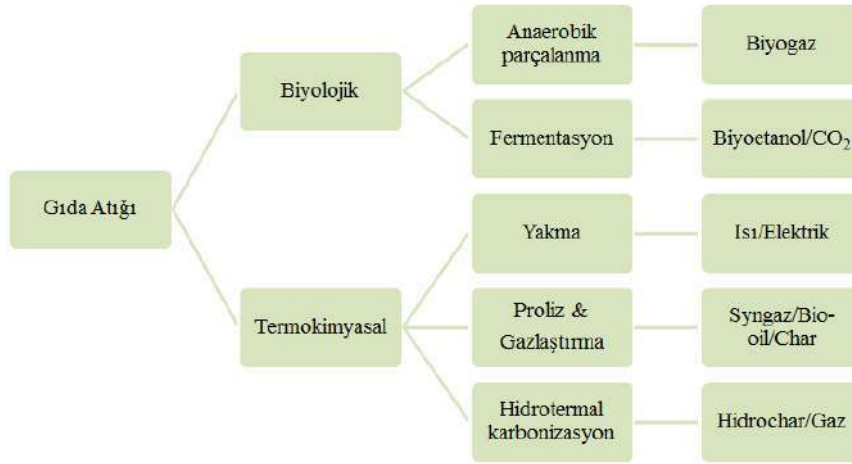 Gıda Atığı
Biyolojik
Anaerobik
parçalanma
Biyogaz
Fermentasyon
Biyoetanol/CO₂
Termokimyasal
Yakma
Isı/Elektrik
Proliz &
Gazlaştırma
Syngaz/Bio-
oil/Char
Hidrotermal
karbonizasyon
Hidrochar/Gaz